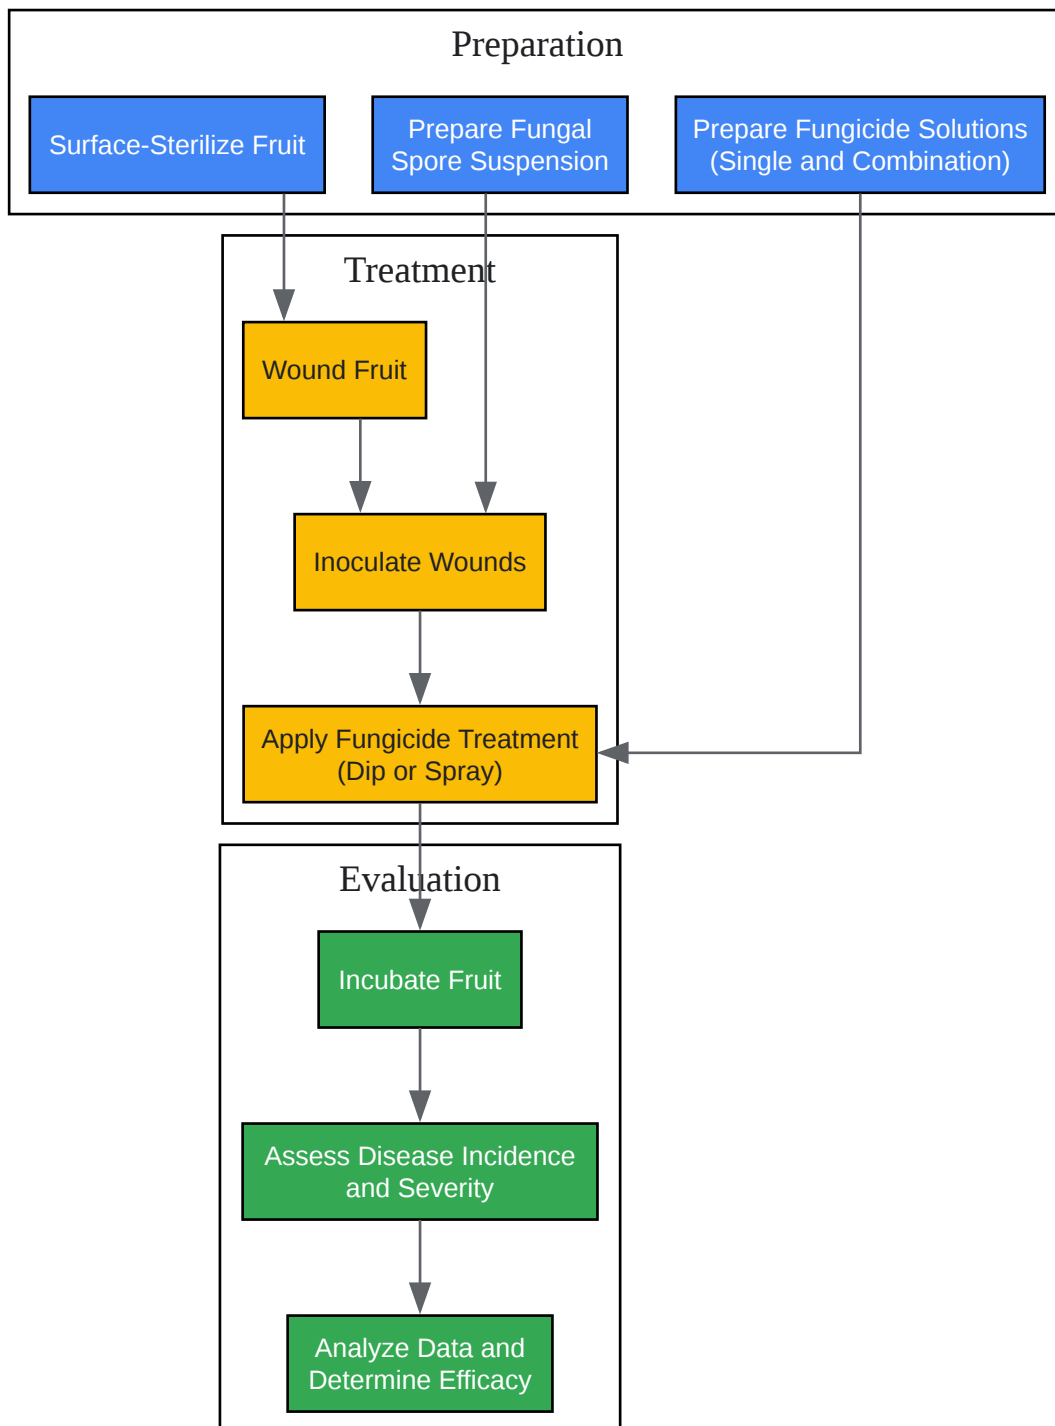 Preparation
Surface-Sterilize Fruit
Prepare Fungal
Spore Suspension
Prepare Fungicide Solutions
(Single and Combination)
Treatment
Wound Fruit
Inoculate Wounds
Apply Fungicide Treatment
(Dip or Spray)
Evaluation
Incubate Fruit
Assess Disease Incidence
and Severity
Analyze Data and
Determine Efficacy